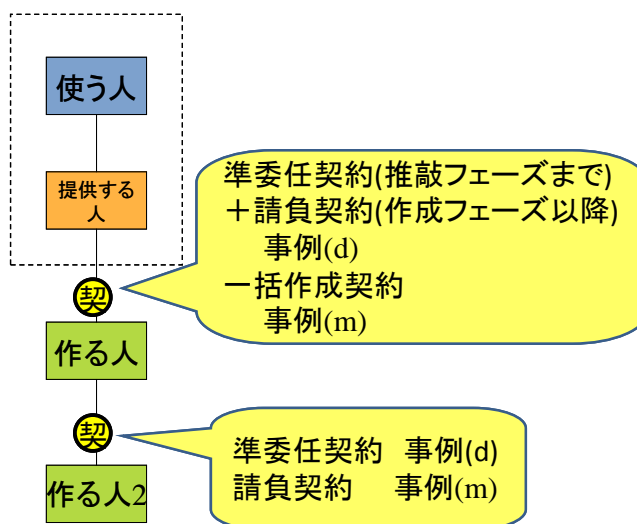 使う人
提供する
人
準委任契約(推敲フェーズまで)
＋請負契約(作成フェーズ以降)
事例(d)
一括作成契約
事例(m)
契
作る人
契
準委任契約 事例(d)
請負契約 事例(m)
作る人2